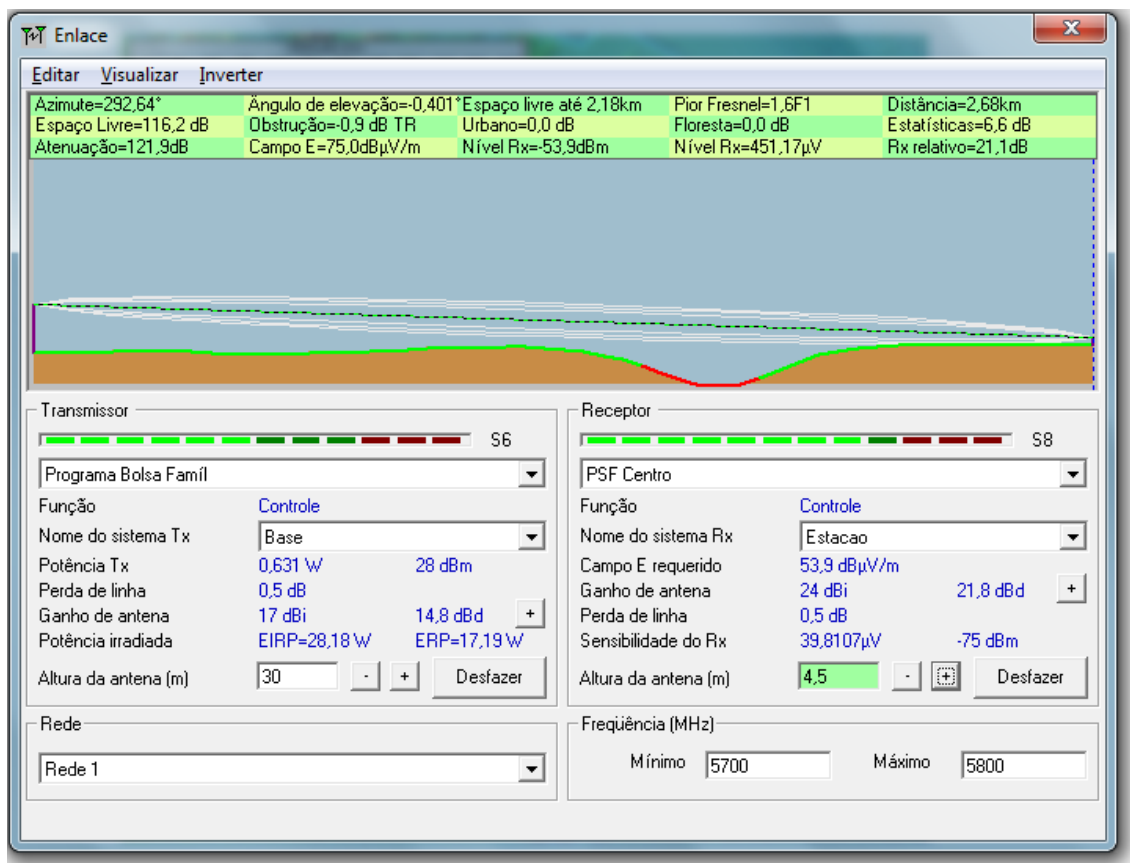 Enlace
Editar Visualizar Inverter
Azimute=292,64° Ângulo de elevação=-0,401° Espaço livre até 2,18km Pior Fresnel=1,6F1 Distância=2,68km
Espaço Livre=116,2 dB Obstrução=-0,9 dB TR Urbano=0,0 dB Floresta=0,0 dB Estatísticas=6,6 dB
Atenuação=121,9dB Campo E=75,0dBµV/m Nível Rx=-53,9dBm Nível Rx=451,17µV Rx relativo=21,1dB
Transmissor
S6
Programa Bolsa Famíl
Função Controle
Nome do sistema Tx Base
Potência Tx 0,631 W 28 dBm
Perda de linha 0,5 dB
Ganho de antena 17 dBi 14,8 dBd +
Potência irradiada EIRP=28,18 W ERP=17,19 W
Altura da antena (m) 30 - + Desfazer
Receptor
S8
PSF Centro
Função Controle
Nome do sistema Rx Estacao
Campo E requerido 53,9 dBµV/m
Ganho de antena 24 dBi 21,8 dBd +
Perda de linha 0,5 dB
Sensibilidade do Rx 39,8107µV -75 dBm
Altura da antena (m) 4,5 - + Desfazer
Rede
Rede 1
Freqüência (MHz)
Mínimo 5700 Máximo 5800